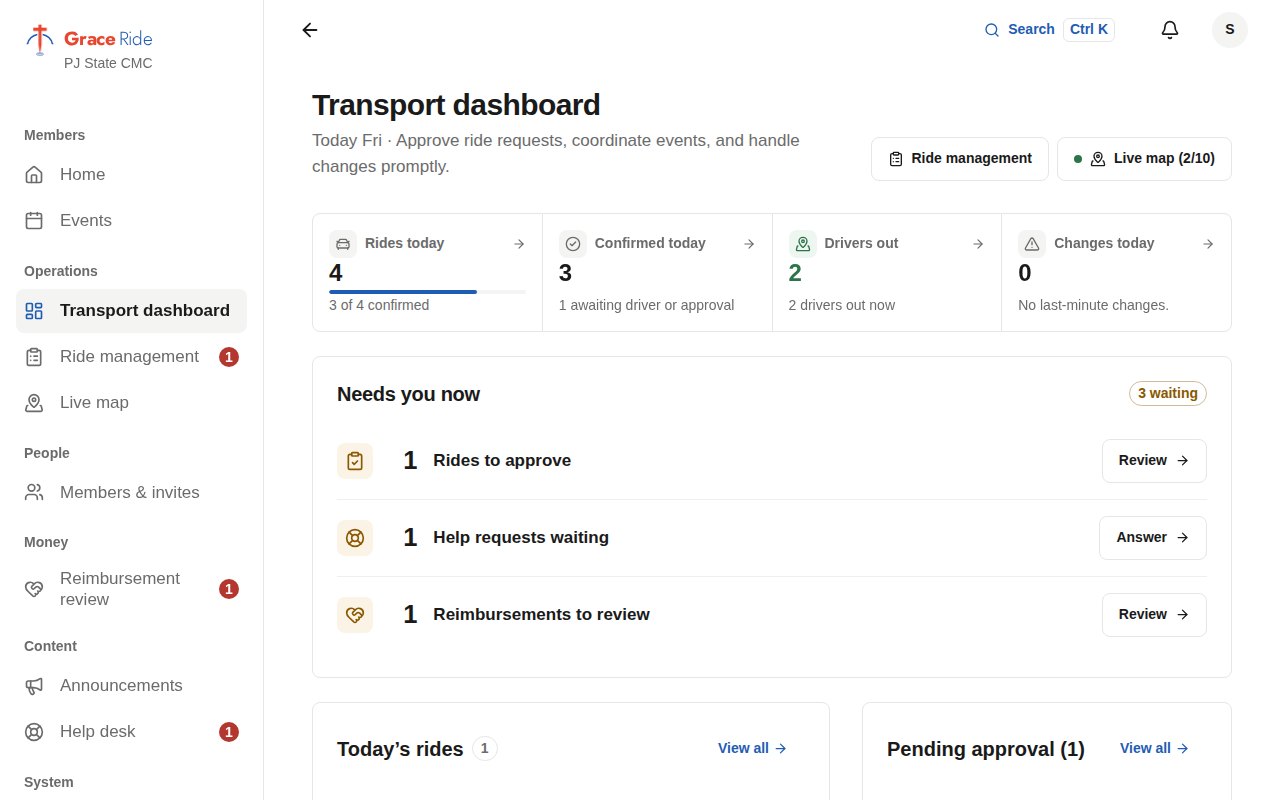 Grace Ride
PJ State CMC
Members
Home
Events
Operations
Transport dashboard
Ride management 1
Live map
People
Members & invites
Money
Reimbursement
review 1
Content
Announcements
Help desk 1
System
Search Ctrl K
S
Transport dashboard
Today Fri · Approve ride requests, coordinate events, and handle
changes promptly.
Ride management
Live map (2/10)
Rides today
4
3 of 4 confirmed
Confirmed today
3
1 awaiting driver or approval
Drivers out
2
2 drivers out now
Changes today
0
No last-minute changes.
Needs you now
3 waiting
1 Rides to approve
Review
1 Help requests waiting
Answer
1 Reimbursements to review
Review
Today’s rides 1
View all
Pending approval (1)
View all